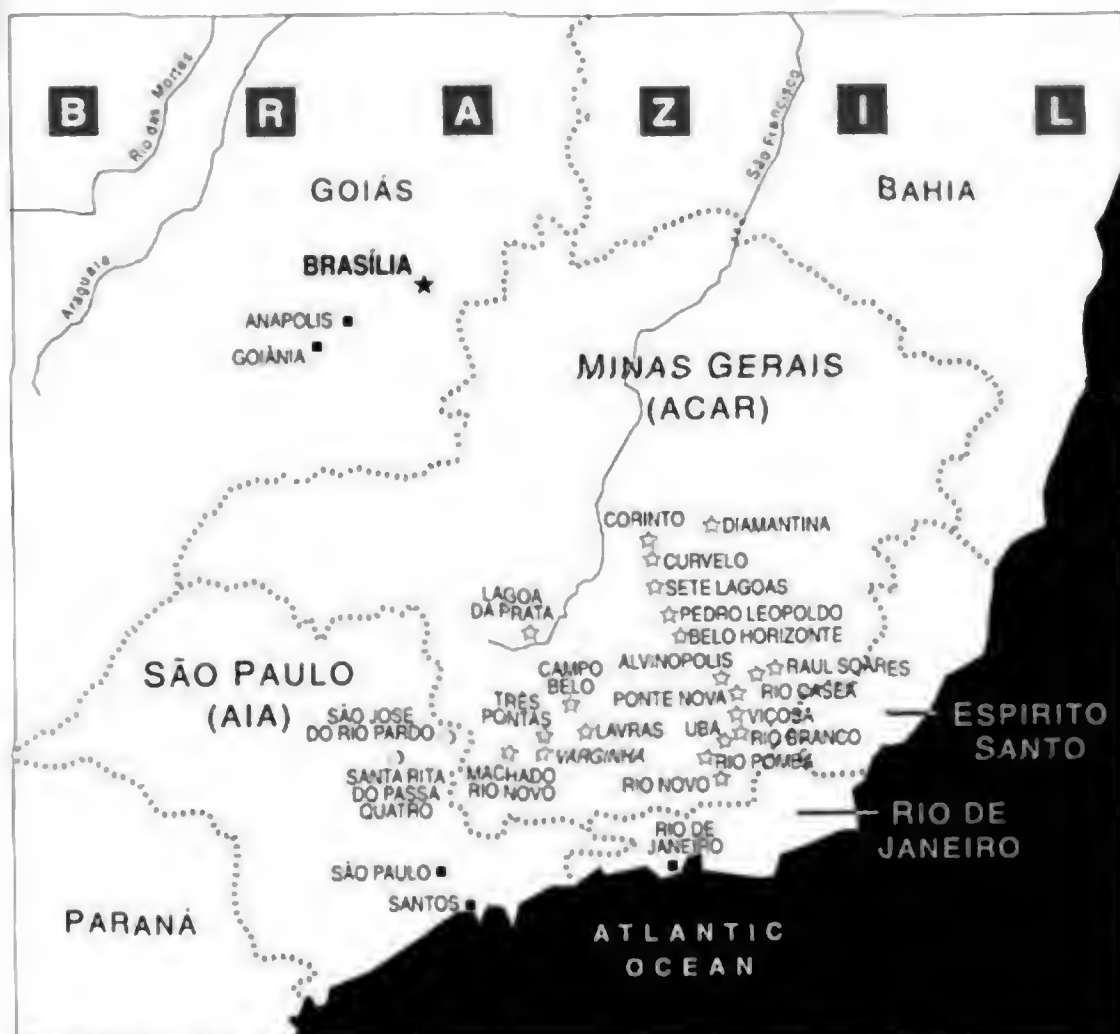 B R A Z I L
Rio das Mortes
São Francisco
GOIÁS
BAHIA
Araguaia
BRASÍLIA
ANAPOLIS
GOIÂNIA
MINAS GERAIS
(ACAR)
CORINTO
DIAMANTINA
CURVELO
SETE LAGOAS
LAGOA
DA PRATA
PEDRO LEOPOLDO
BELO HORIZONTE
SÃO PAULO
(AIA)
CAMPO
BELO
ALVINOPOLIS
RAUL SOARES
TRÊS
PONTAS
PONTE NOVA
RIO CASEA
SÃO JOSÉ
DO RIO PARDO
LAVRAS
UBA
VIÇOSA
RIO BRANCO
ESPIRITO
SANTO
SANTA RITA
DO PASSA
QUATRO
MACHADO
RIO NOVO
VARGINHA
RIO POMBA
RIO NOVO
RIO DE
JANEIRO
RIO DE
JANEIRO
SÃO PAULO
SANTOS
PARANÁ
ATLANTIC
OCEAN